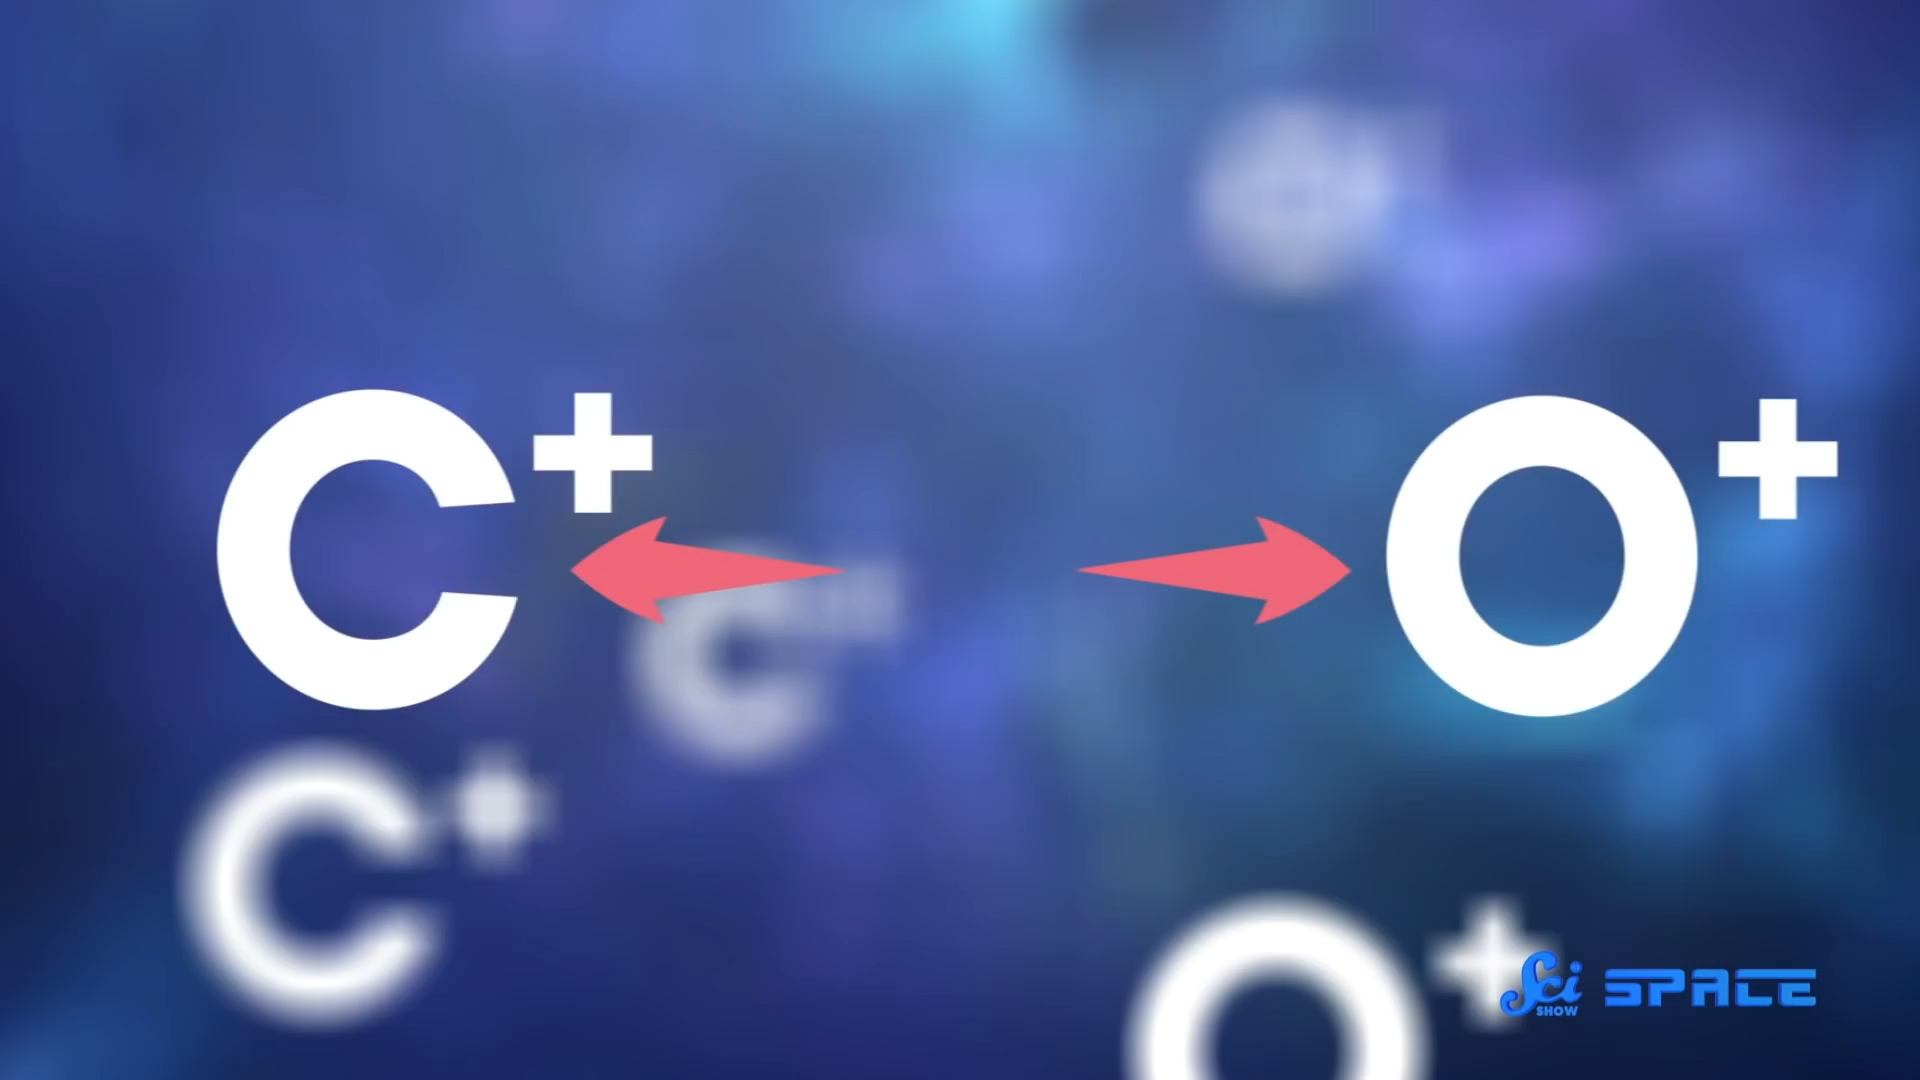 C+ O+
C+
C+
O+
Sci SHOW SPACE